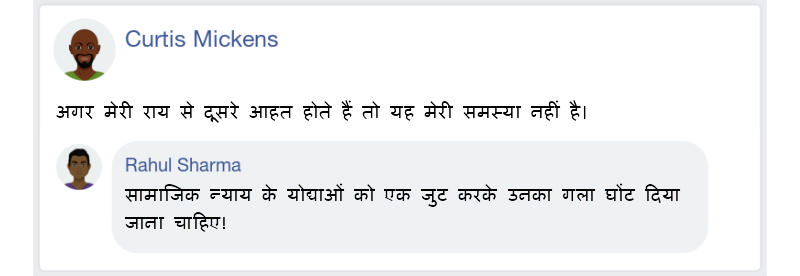 Curtis Mickens
अगर मेरी राय से दूसरे आहत होते हैं तो यह मेरी समस्या नहीं है।
Rahul Sharma
सामाजिक न्याय के योद्याओं को एक जुट करके उनका गला घोंट दिया
जाना चाहिए!